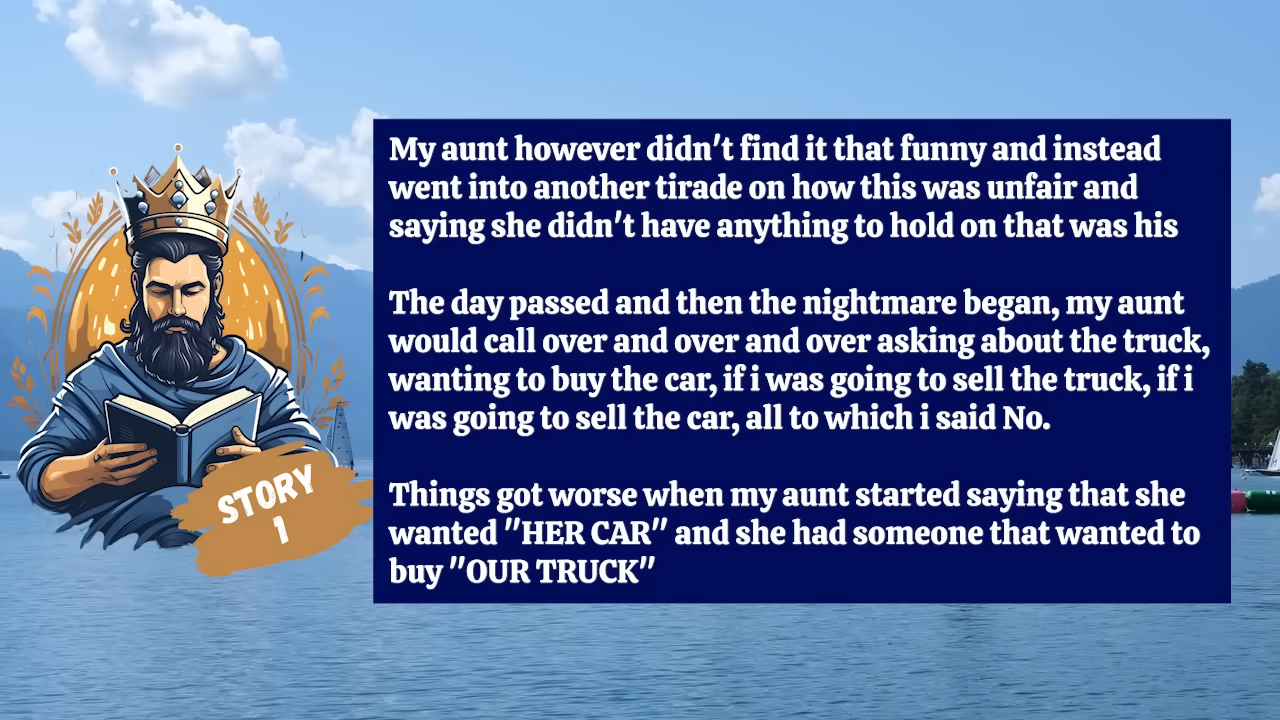 My aunt however didn't find it that funny and instead
went into another tirade on how this was unfair and
saying she didn't have anything to hold on that was his
The day passed and then the nightmare began, my aunt
would call over and over and over asking about the truck,
wanting to buy the car, if i was going to sell the truck, if i
was going to sell the car, all to which i said No.
Things got worse when my aunt started saying that she
wanted "HER CAR" and she had someone that wanted to
buy "OUR TRUCK"
STORY
1